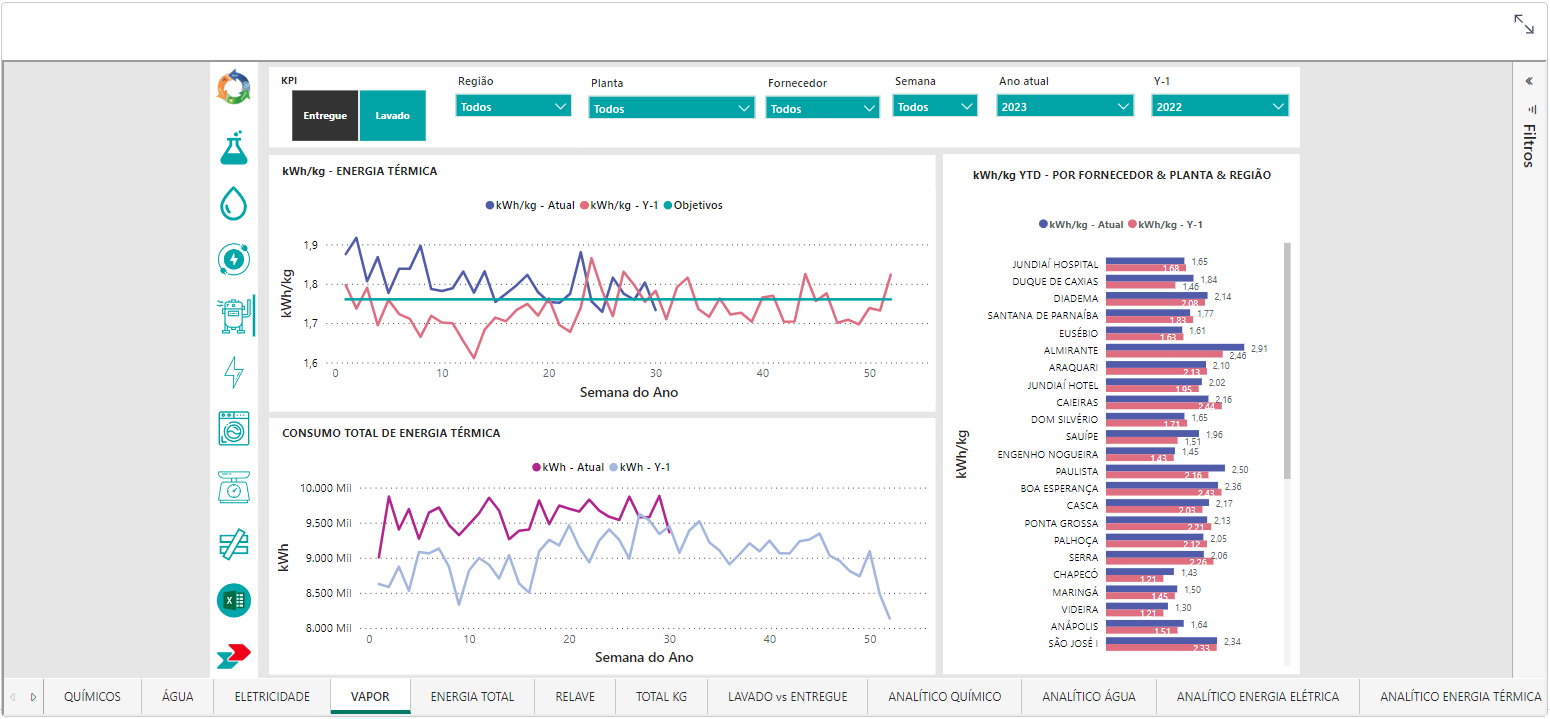 KPI
Entregue
Lavado
Região
Todos
Planta
Todos
Fornecedor
Todos
Semana
Todos
Ano atual
2023
Y-1
2022
Filtros
kWh/kg - ENERGIA TÉRMICA
kWh/kg - Atual kWh/kg - Y-1 Objetivos
kWh/kg
1,9
1,8
1,7
1,6
0 10 20 30 40 50
Semana do Ano
CONSUMO TOTAL DE ENERGIA TÉRMICA
kWh - Atual kWh - Y-1
kWh
10.000 Mil
9.500 Mil
9.000 Mil
8.500 Mil
8.000 Mil
0 10 20 30 40 50
Semana do Ano
kWh/kg YTD - POR FORNECEDOR & PLANTA & REGIÃO
kWh/kg - Atual kWh/kg - Y-1
kWh/kg
JUNDIAÍ HOSPITAL 1,65 1,68
DUQUE DE CAXIAS 1,84 1,46
DIADEMA 2,14 2,08
SANTANA DE PARNAÍBA 1,77 1,83
EUSÉBIO 1,61 1,63
ALMIRANTE 2,91 2,46
ARAQUARI 2,10 2,13
JUNDIAÍ HOTEL 2,02 1,95
CAIEIRAS 2,16 2,44
DOM SILVÉRIO 1,65 1,71
SAUÍPE 1,96 1,51
ENGENHO NOGUEIRA 1,45 1,43
PAULISTA 2,50 2,16
BOA ESPERANÇA 2,36 2,43
CASCA 2,17 2,03
PONTA GROSSA 2,13 2,21
PALHOÇA 2,05 2,12
SERRA 2,06 2,26
CHAPECÓ 1,43 1,21
MARINGÁ 1,50 1,45
VIDEIRA 1,30 1,21
ANÁPOLIS 1,64 1,51
SÃO JOSÉ I 2,34 2,33
QUÍMICOS
ÁGUA
ELETRICIDADE
VAPOR
ENERGIA TOTAL
RELAVE
TOTAL KG
LAVADO vs ENTREGUE
ANALÍTICO QUÍMICO
ANALÍTICO ÁGUA
ANALÍTICO ENERGIA ELÉTRICA
ANALÍTICO ENERGIA TÉRMICA